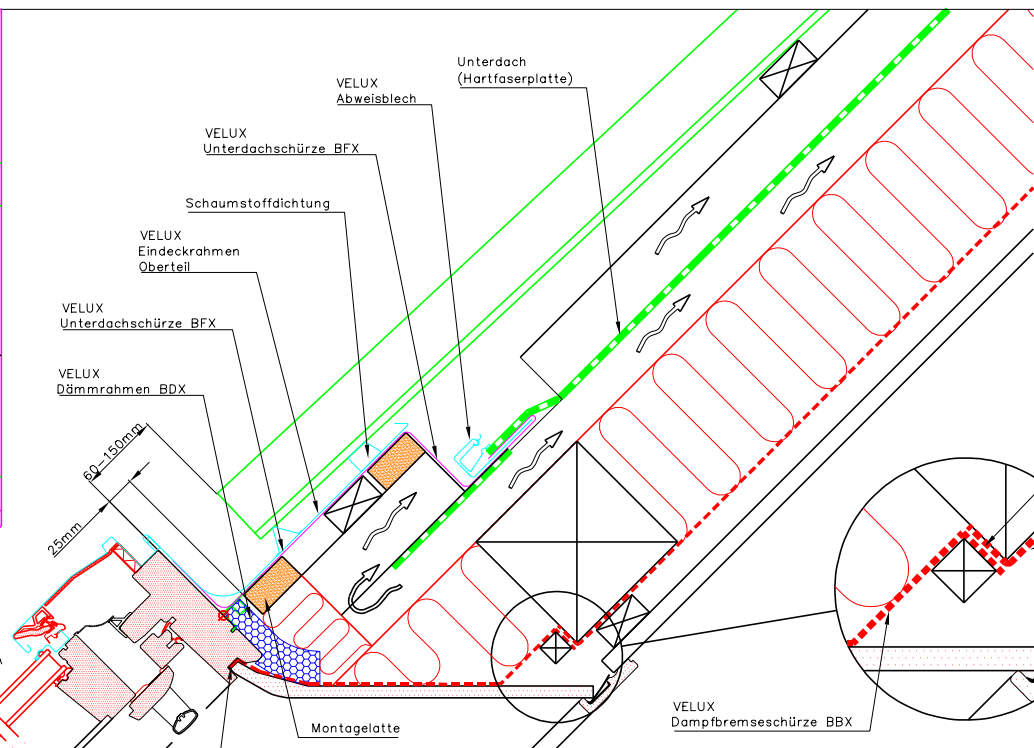 Unterdach
(Hartfaserplatte)
VELUX
Abweisblech
VELUX
Unterdachschürze BFX
Schaumstoffdichtung
VELUX
Eindeckrahmen
Oberteil
VELUX
Unterdachschürze BFX
VELUX
Dämmrahmen BDX
60-150mm
25mm
Montagelatte
VELUX
Dampfbremseschürze BBX